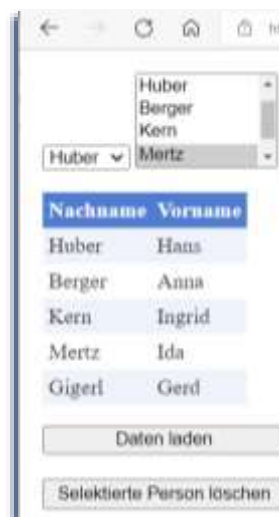 Huber
Berger
Kern
Huber Mertz
Nachname Vorname
Huber Hans
Berger Anna
Kern Ingrid
Mertz Ida
Gigerl Gerd
Daten laden
Selektierte Person löschen